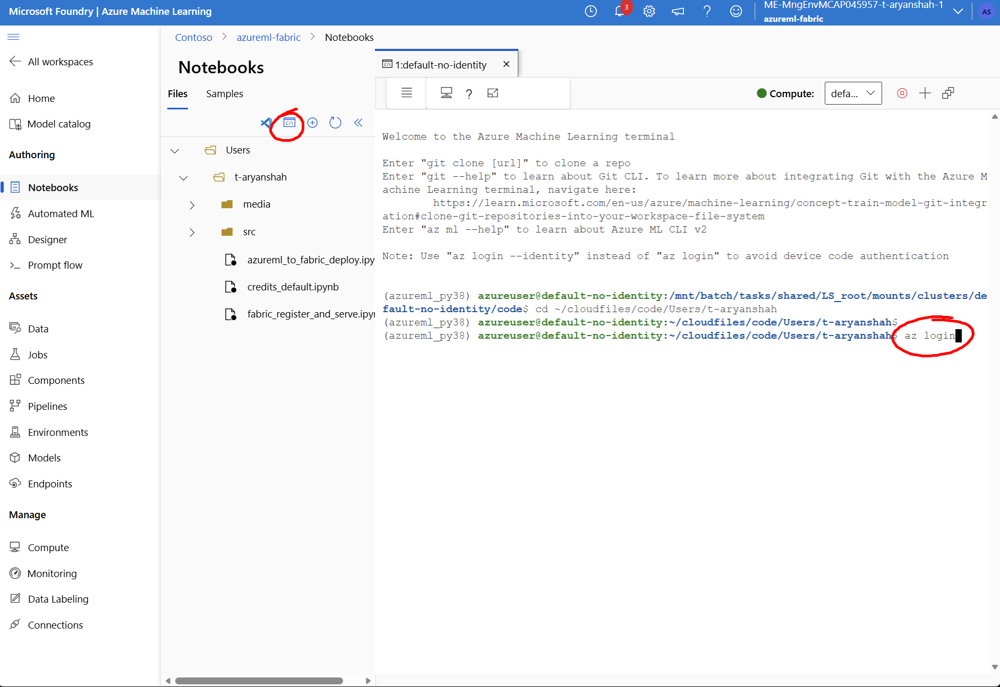 Microsoft Foundry | Azure Machine Learning
3
ME-MngEnvMCAP045957-t-aryanshah-1
azureml-fabric
AS
All workspaces
Home
Model catalog
Authoring
Notebooks
Automated ML
Designer
Prompt flow
Assets
Data
Jobs
Components
Pipelines
Environments
Models
Endpoints
Manage
Compute
Monitoring
Data Labeling
Connections
Contoso > azureml-fabric > Notebooks
Notebooks
Files Samples
Users
t-aryanshah
media
src
azureml_to_fabric_deploy.ipy
credits_default.ipynb
fabric_register_and_serve.ipyn
1:default-no-identity
Compute: defa...
Welcome to the Azure Machine Learning terminal
Enter "git clone [url]" to clone a repo
Enter "git --help" to learn about Git CLI. To learn more about integrating Git with the Azure M
achine Learning terminal, navigate here:
https://learn.microsoft.com/en-us/azure/machine-learning/concept-train-model-git-integr
ation#clone-git-repositories-into-your-workspace-file-system
Enter "az ml --help" to learn about Azure ML CLI v2
Note: Use "az login --identity" instead of "az login" to avoid device code authentication
(azureml_py38) azureuser@default-no-identity:/mnt/batch/tasks/shared/LS_root/mounts/clusters/de
fault-no-identity/code$ cd ~/cloudfiles/code/Users/t-aryanshah
(azureml_py38) azureuser@default-no-identity:~/cloudfiles/code/Users/t-aryanshah$
(azureml_py38) azureuser@default-no-identity:~/cloudfiles/code/Users/t-aryanshah$ az login